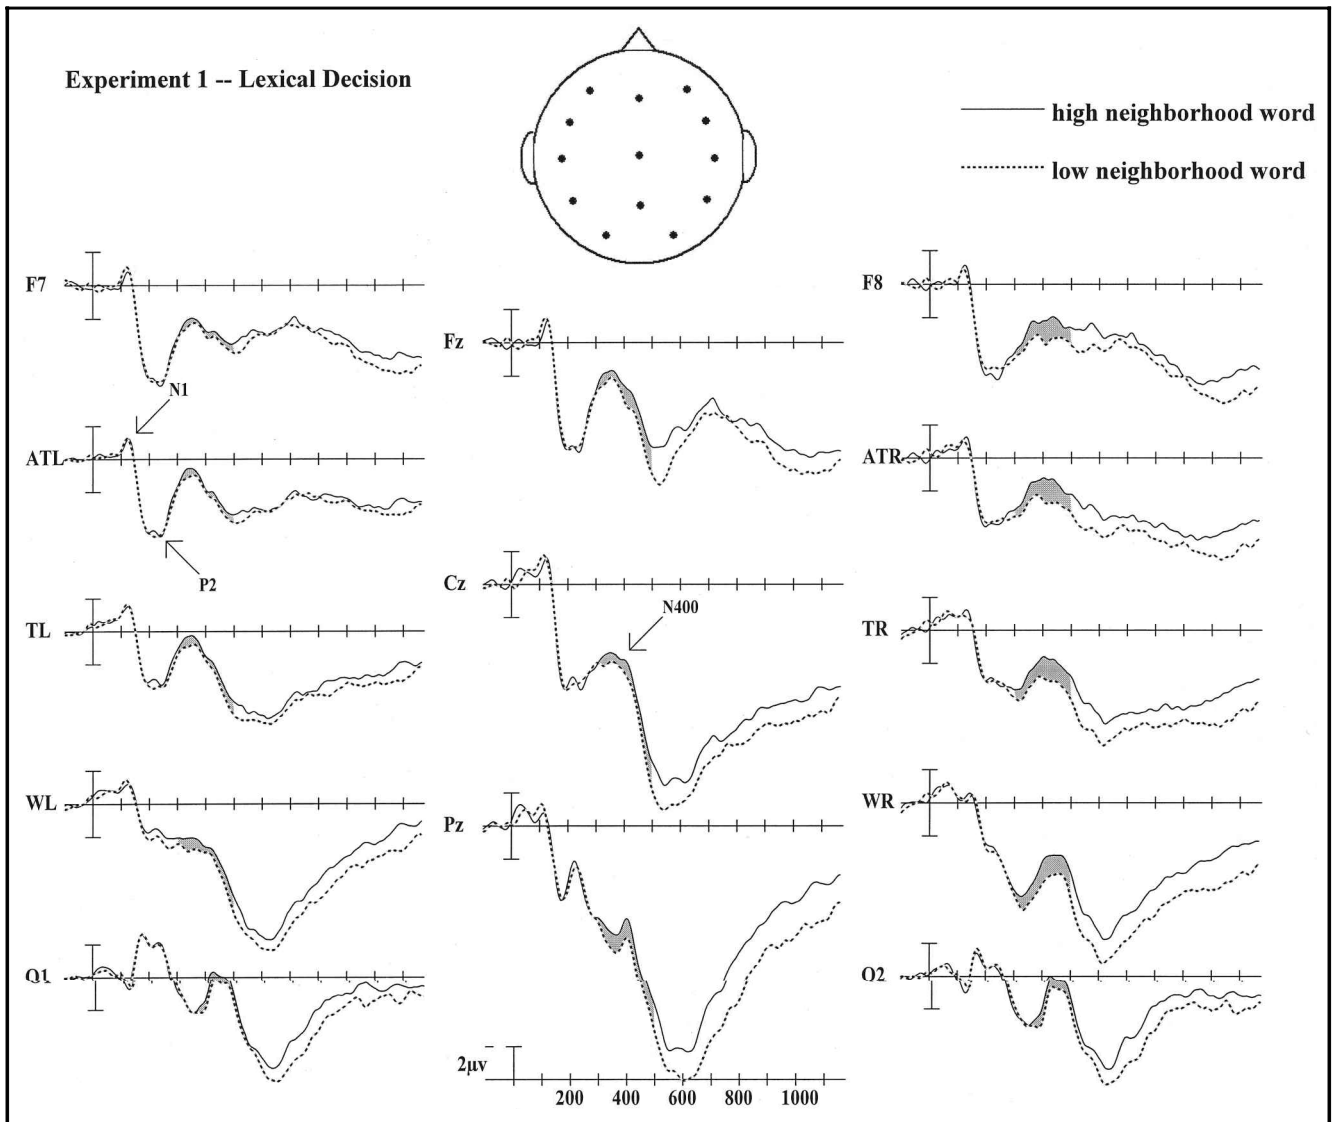 Experiment 1 -- Lexical Decision
high neighborhood word
low neighborhood word
F7
Fz
F8
N1
ATL
ATR
P2
Cz
N400
TL
TR
WL
Pz
WR
O1
O2
2μv
200 400 600 800 1000